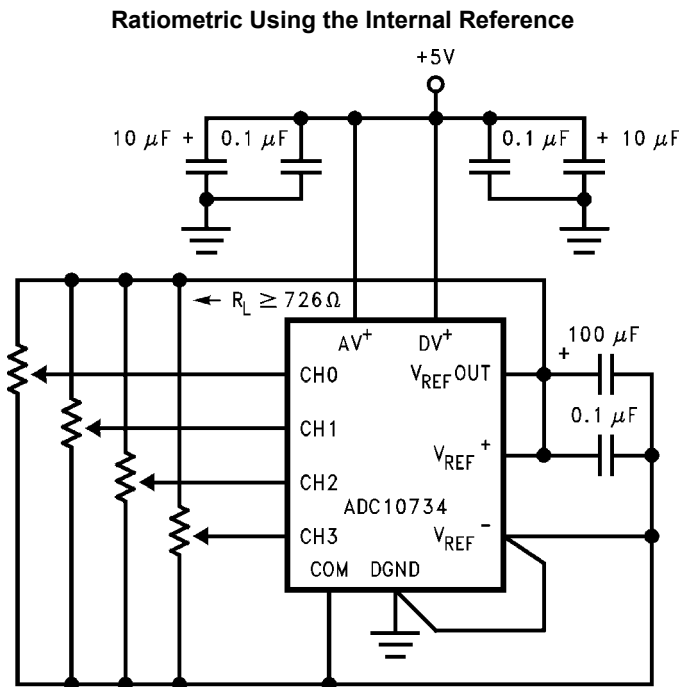 Ratiometric Using the Internal Reference
+5V
10 µF + 0.1 µF
0.1 µF + 10 µF
← R_L ≥ 726Ω
AV⁺ DV⁺
100 µF
+
CH0 V_REF OUT
0.1 µF
CH1
V_REF⁺
CH2
ADC10734
CH3 V_REF⁻
COM DGND